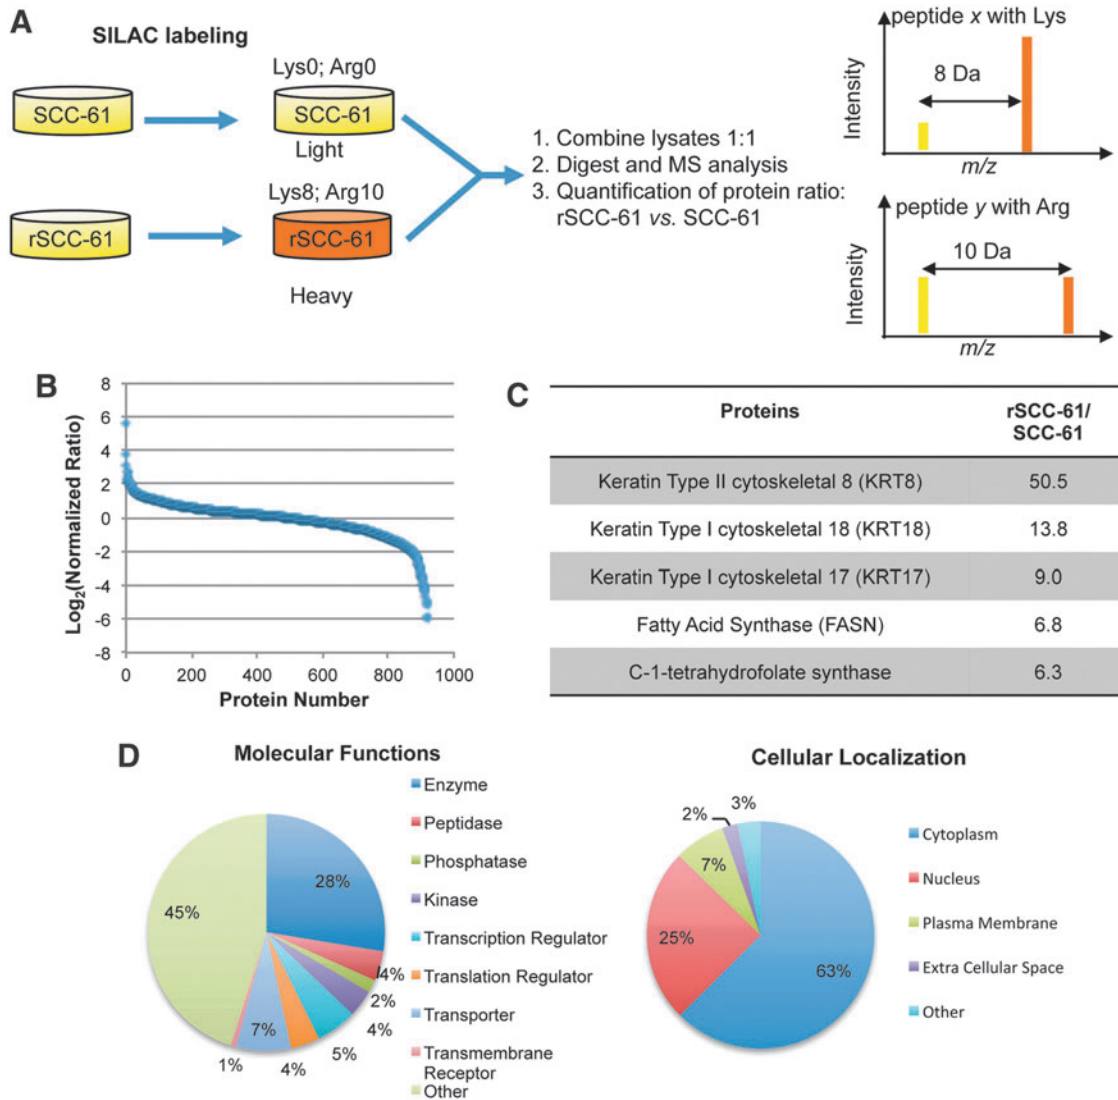 A
SILAC labeling
Lys0; Arg0
SCC-61
SCC-61
Light
Lys8; Arg10
rSCC-61
rSCC-61
Heavy
1. Combine lysates 1:1
2. Digest and MS analysis
3. Quantification of protein ratio:
rSCC-61 vs. SCC-61
peptide x with Lys
Intensity
8 Da
m/z
peptide y with Arg
Intensity
10 Da
m/z
B
Log2(Normalized Ratio)
8
6
4
2
0
-2
-4
-6
-8
0
200
400
600
800
1000
Protein Number
C
Proteins
rSCC-61/
SCC-61
Keratin Type II cytoskeletal 8 (KRT8)
50.5
Keratin Type I cytoskeletal 18 (KRT18)
13.8
Keratin Type I cytoskeletal 17 (KRT17)
9.0
Fatty Acid Synthase (FASN)
6.8
C-1-tetrahydrofolate synthase
6.3
D
Molecular Functions
28%
4%
2%
4%
5%
4%
7%
1%
45%
Enzyme
Peptidase
Phosphatase
Kinase
Transcription Regulator
Translation Regulator
Transporter
Transmembrane
Receptor
Other
Cellular Localization
63%
25%
7%
2%
3%
Cytoplasm
Nucleus
Plasma Membrane
Extra Cellular Space
Other